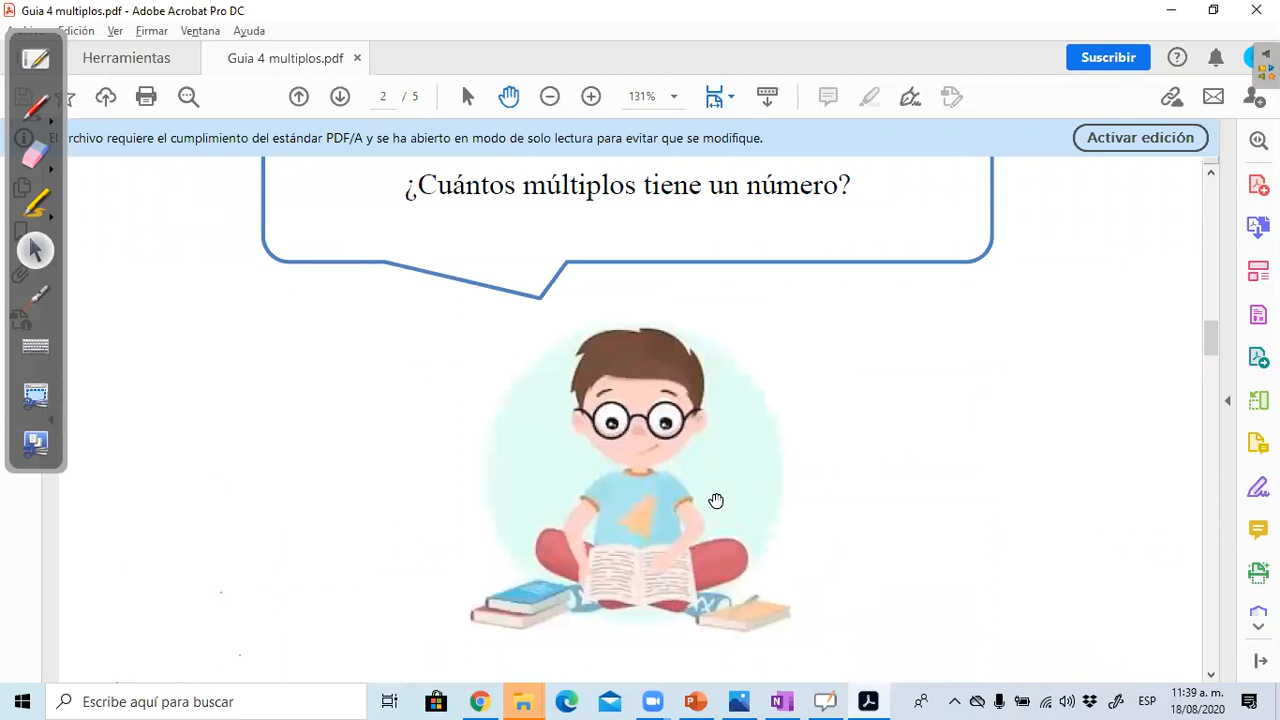 Guia 4 multiplos.pdf - Adobe Acrobat Pro DC
Edición Ver Firmar Ventana Ayuda
Herramientas
Guia 4 multiplos.pdf ×
Suscribir
2 / 5
131%
archivo requiere el cumplimiento del estándar PDF/A y se ha abierto en modo de solo lectura para evitar que se modifique.
Activar edición
¿Cuántos múltiplos tiene un número?
Escribe aquí para buscar
ESP
11:39 a. m.
18/08/2020